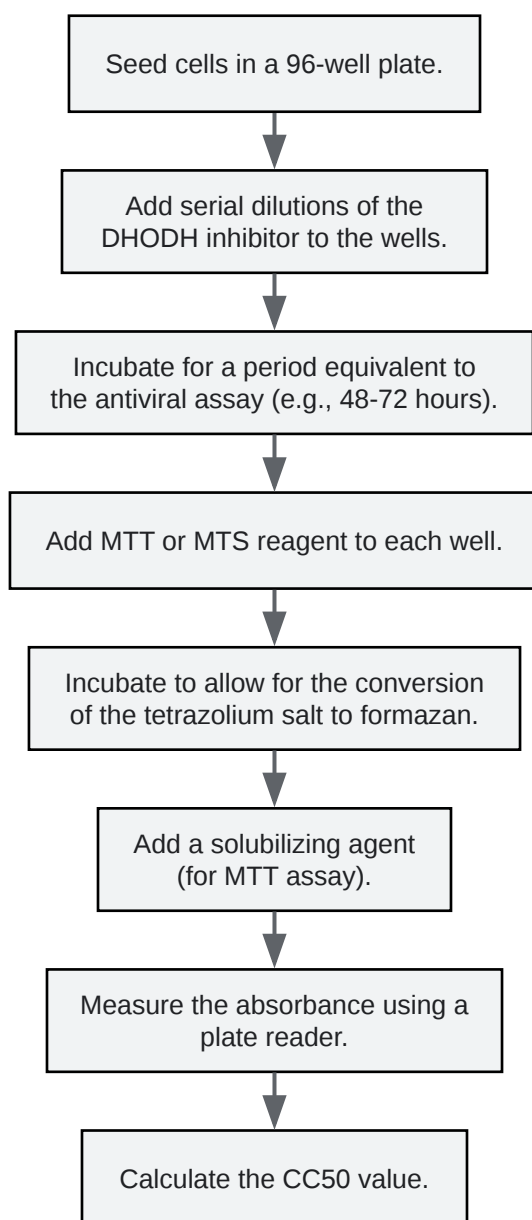 Seed cells in a 96-well plate.
Add serial dilutions of the
DHODH inhibitor to the wells.
Incubate for a period equivalent to
the antiviral assay (e.g., 48-72 hours).
Add MTT or MTS reagent to each well.
Incubate to allow for the conversion
of the tetrazolium salt to formazan.
Add a solubilizing agent
(for MTT assay).
Measure the absorbance using a
plate reader.
Calculate the CC50 value.